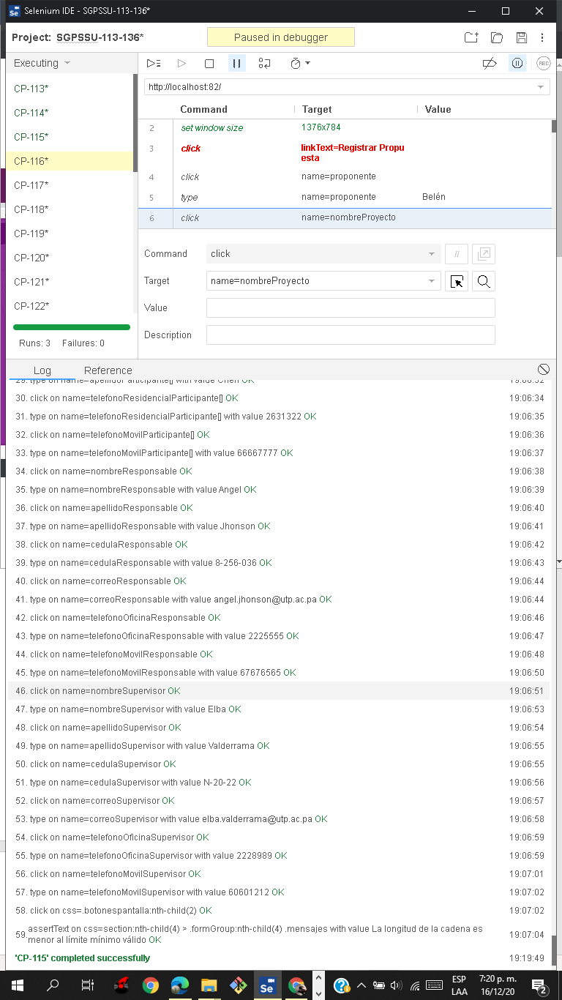 Selenium IDE - SGPSSU-113-136*
Project: SGPSSU-113-136*
Paused in debugger
Executing
CP-113*
CP-114*
CP-115*
CP-116*
CP-117*
CP-118*
CP-119*
CP-120*
CP-121*
CP-122*
Runs: 3 Failures: 0
REC
http://localhost:82/
Command Target Value
2 set window size 1376x784
3 click linkText=Registrar Propu
esta
4 click name=proponente
5 type name=proponente Belén
6 click name=nombreProyecto
Command click //
Target name=nombreProyecto
Value
Description
Log Reference
29. type on name=apellidoParticipante[] with value Chen OK 19:06:32
30. click on name=telefonoResidencialParticipante[] OK 19:06:34
31. type on name=telefonoResidencialParticipante[] with value 2631322 OK 19:06:35
32. click on name=telefonoMovilParticipante[] OK 19:06:36
33. type on name=telefonoMovilParticipante[] with value 66667777 OK 19:06:37
34. click on name=nombreResponsable OK 19:06:38
35. type on name=nombreResponsable with value Angel OK 19:06:39
36. click on name=apellidoResponsable OK 19:06:40
37. type on name=apellidoResponsable with value Jhonson OK 19:06:41
38. click on name=cedulaResponsable OK 19:06:42
39. type on name=cedulaResponsable with value 8-256-036 OK 19:06:43
40. click on name=correoResponsable OK 19:06:44
41. type on name=correoResponsable with value angel.jhonson@utp.ac.pa OK 19:06:44
42. click on name=telefonoOficinaResponsable OK 19:06:46
43. type on name=telefonoOficinaResponsable with value 2225555 OK 19:06:47
44. click on name=telefonoMovilResponsable OK 19:06:48
45. type on name=telefonoMovilResponsable with value 67676565 OK 19:06:50
46. click on name=nombreSupervisor OK 19:06:51
47. type on name=nombreSupervisor with value Elba OK 19:06:53
48. click on name=apellidoSupervisor OK 19:06:54
49. type on name=apellidoSupervisor with value Valderrama OK 19:06:55
50. click on name=cedulaSupervisor OK 19:06:55
51. type on name=cedulaSupervisor with value N-20-22 OK 19:06:56
52. click on name=correoSupervisor OK 19:06:57
53. type on name=correoSupervisor with value elba.valderrama@utp.ac.pa OK 19:06:58
54. click on name=telefonoOficinaSupervisor OK 19:06:59
55. type on name=telefonoOficinaSupervisor with value 2228989 OK 19:06:59
56. click on name=telefonoMovilSupervisor OK 19:07:01
57. type on name=telefonoMovilSupervisor with value 60601212 OK 19:07:02
58. click on css=.botonespantalla:nth-child(2) OK 19:07:02
59. assertText on css=section:nth-child(4) > .formGroup:nth-child(4) .mensajes with value La longitud de la cadena es
menor al límite mínimo válido OK 19:07:04
'CP-115' completed successfully 19:19:49
Se
ESP
LAA
7:20 p. m.
16/12/20
2